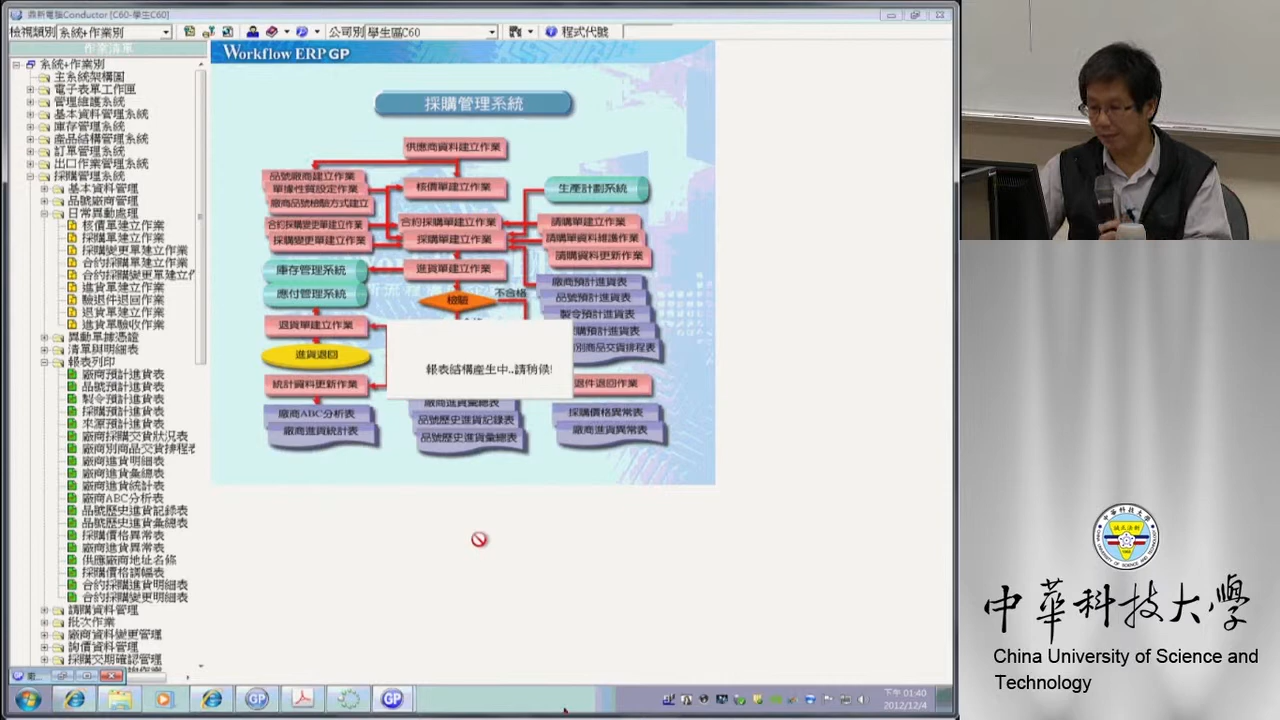 鼎新電腦Conductor [C60-學生C60]
檢視類別 系統+作業別
公司別 學生區C60
程式代號
作業清單
系統+作業別
主系統架構圖
電子表單工作匣
管理維護系統
基本資料管理系統
庫存管理系統
產品結構管理系統
訂單管理系統
出口作業管理系統
採購管理系統
基本資料管理
品號廠商管理
日常異動處理
核價單建立作業
採購單建立作業
採購變更單建立作業
合約採購單建立作業
合約採購變更單建立作
進貨單建立作業
驗退件退回作業
退貨單建立作業
進貨單驗收作業
異動單據憑證
清單與明細表
報表列印
廠商預計進貨表
品號預計進貨表
製令預計進貨表
採購預計進貨表
來源預計進貨表
廠商採購交貨狀況表
廠商別商品交貨排程表
廠商進貨明細表
廠商進貨彙總表
廠商進貨統計表
廠商ABC分析表
品號歷史進貨記錄表
品號歷史進貨彙總表
採購價格異常表
廠商進貨異常表
供應廠商地址名條
採購價格調幅表
合約採購進貨明細表
合約採購變更明細表
請購資料管理
批次作業
廠商資料變更管理
詢價資料管理
採購交期確認管理
Workflow ERP GP
採購管理系統
供應商資料建立作業
品號廠商建立作業
單據性質設定作業
廠商品號檢驗方式建立
核價單建立作業
生產計劃系統
合約採購變更單建立作業
合約採購單建立作業
請購單建立作業
採購變更單建立作業
採購單建立作業
請購單資料維護作業
請購資料更新作業
庫存管理系統
進貨單建立作業
廠商預計進貨表
應付管理系統
檢驗
不合格
品號預計進貨表
製令預計進貨表
購預計進貨表
別商品交貨排程表
退貨單建立作業
進貨退回
報表結構產生中..請稍候!
統計資料更新作業
退件退回作業
廠商ABC分析表
廠商進貨統計表
廠商進貨彙總表
品號歷史進貨記錄表
品號歷史進貨彙總表
採購價格異常表
廠商進貨異常表
下午 01:40
2012/12/4
中華科技大學
China University of Science and
Technology